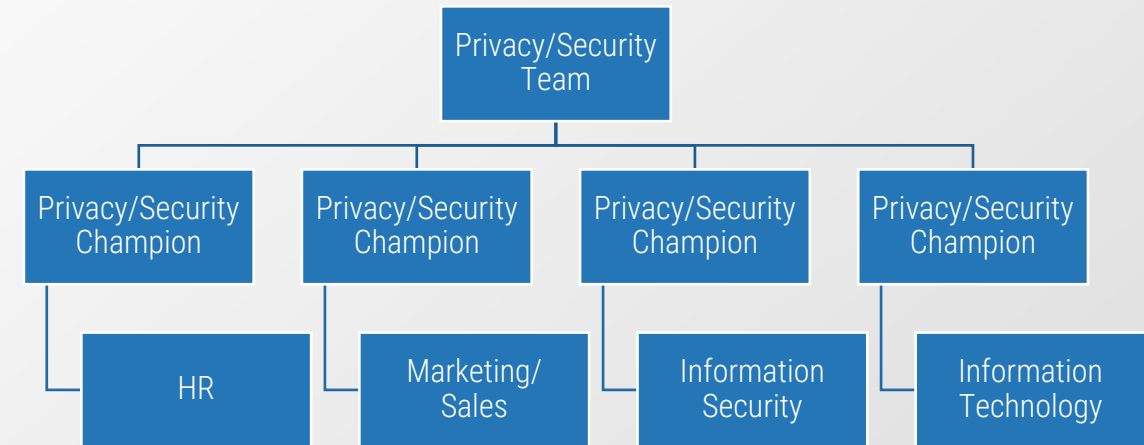 Privacy/Security
Team
Privacy/Security
Champion
Privacy/Security
Champion
Privacy/Security
Champion
Privacy/Security
Champion
HR
Marketing/
Sales
Information
Security
Information
Technology